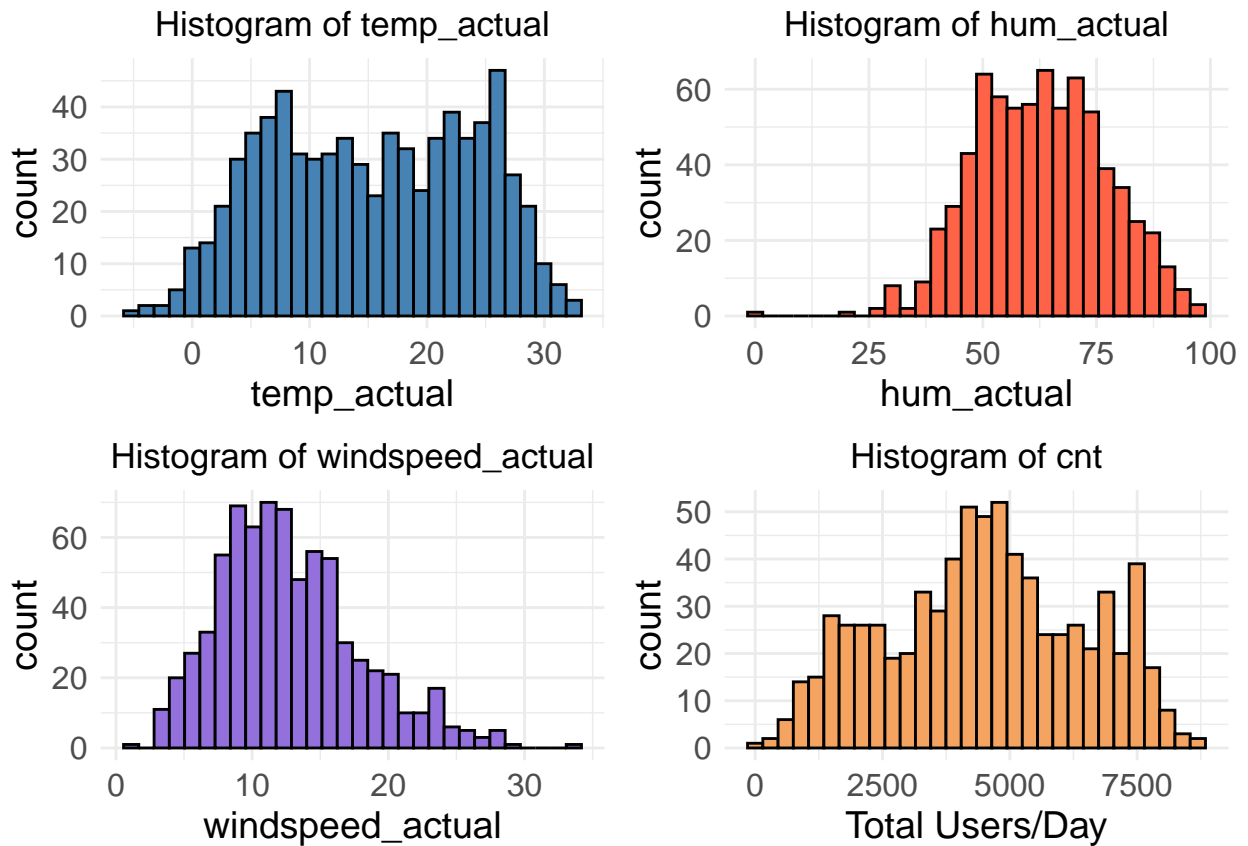 Histogram of temp_actual
count
40
30
20
10
0
0 10 20 30
temp_actual
Histogram of hum_actual
count
60
40
20
0
0 25 50 75 100
hum_actual
Histogram of windspeed_actual
count
60
40
20
0
0 10 20 30
windspeed_actual
Histogram of cnt
count
50
40
30
20
10
0
0 2500 5000 7500
Total Users/Day